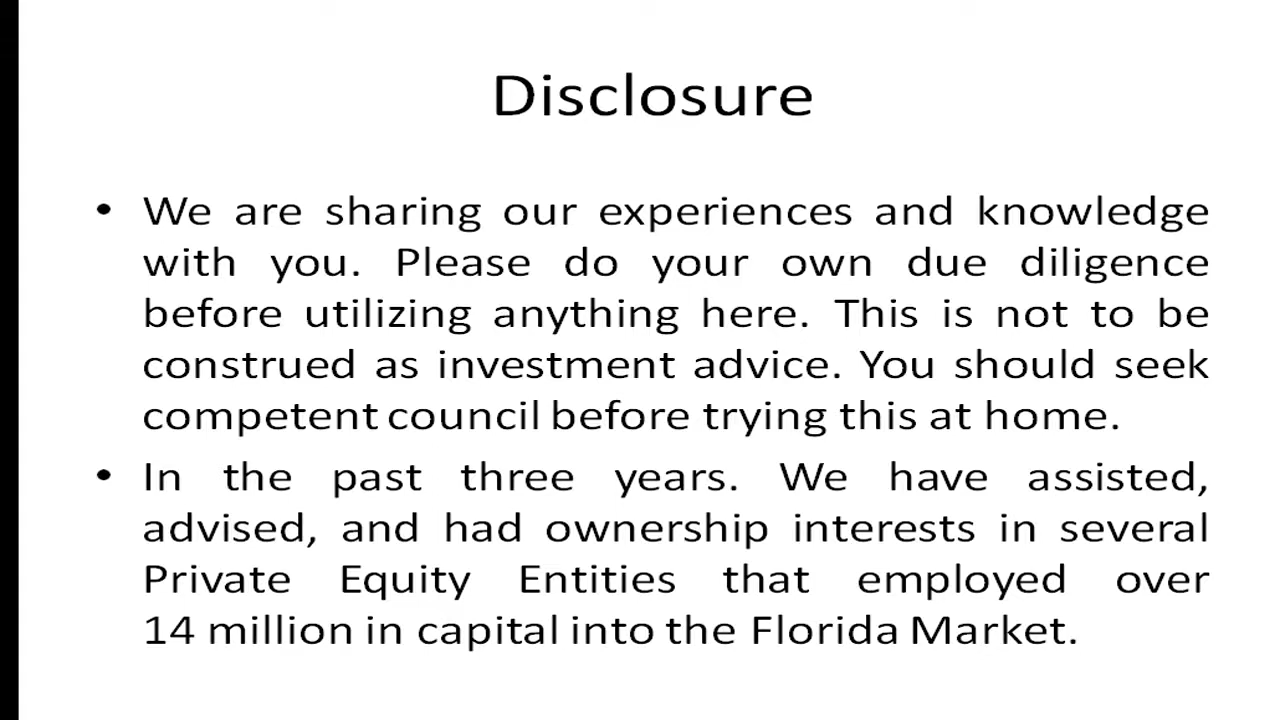 Disclosure
• We are sharing our experiences and knowledge
with you. Please do your own due diligence
before utilizing anything here. This is not to be
construed as investment advice. You should seek
competent council before trying this at home.
• In the past three years. We have assisted,
advised, and had ownership interests in several
Private Equity Entities that employed over
14 million in capital into the Florida Market.